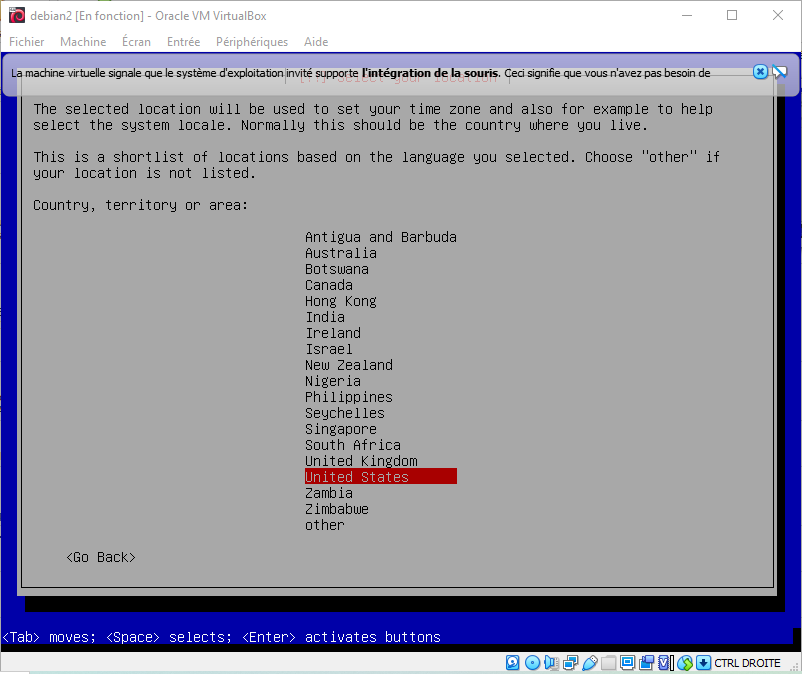 debian2 [En fonction] - Oracle VM VirtualBox
Fichier Machine Écran Entrée Périphériques Aide
La machine virtuelle signale que le système d'exploitation invité supporte l'intégration de la souris. Ceci signifie que vous n'avez pas besoin de
[!!] Select your location
The selected location will be used to set your time zone and also for example to help
select the system locale. Normally this should be the country where you live.
This is a shortlist of locations based on the language you selected. Choose "other" if
your location is not listed.
Country, territory or area:
Antigua and Barbuda
Australia
Botswana
Canada
Hong Kong
India
Ireland
Israel
New Zealand
Nigeria
Philippines
Seychelles
Singapore
South Africa
United Kingdom
United States
Zambia
Zimbabwe
other
<Go Back>
<Tab> moves; <Space> selects; <Enter> activates buttons
CTRL DROITE